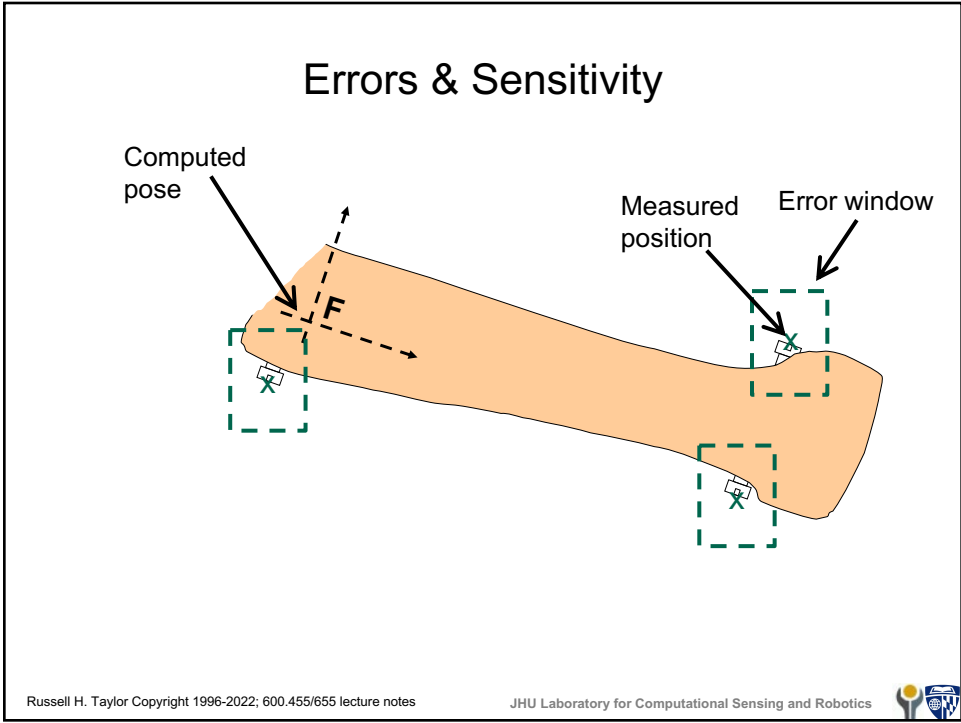 Errors & Sensitivity
Computed
pose
Measured
position
Error window
F
x
x
x
Russell H. Taylor Copyright 1996-2022; 600.455/655 lecture notes
JHU Laboratory for Computational Sensing and Robotics